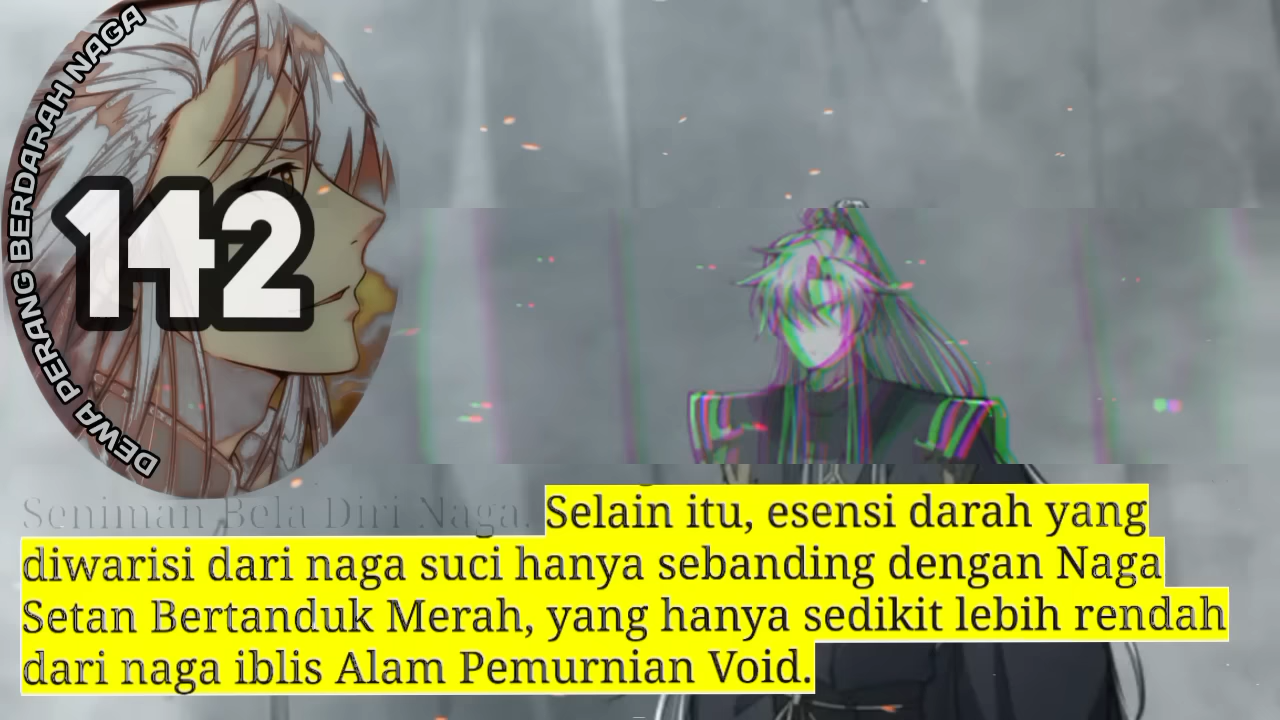 DEWA PERANG BERDARAH NAGA
142
Seniman Bela Diri Naga. Selain itu, esensi darah yang
diwarisi dari naga suci hanya sebanding dengan Naga
Setan Bertanduk Merah, yang hanya sedikit lebih rendah
dari naga iblis Alam Pemurnian Void.